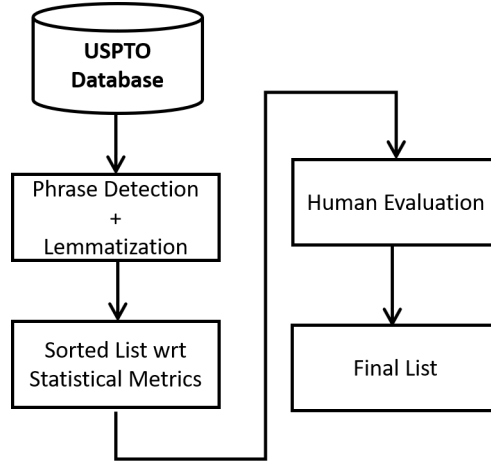 USPTO
Database
Phrase Detection
+
Lemmatization
Sorted List wrt
Statistical Metrics
Human Evaluation
Final List